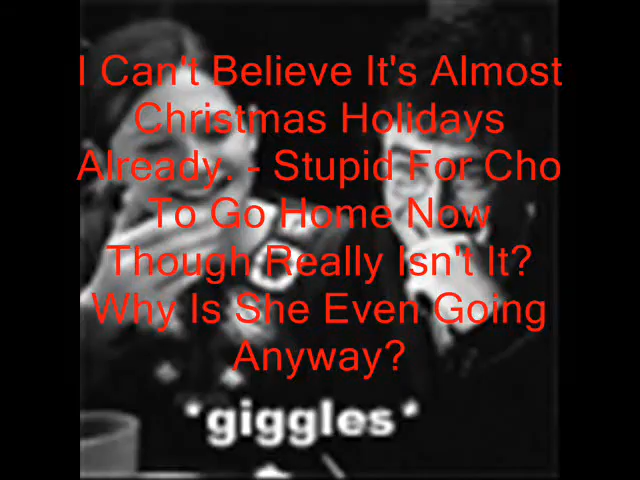 I Can't Believe It's Almost
Christmas Holidays
Already. - Stupid For Cho
To Go Home Now
Though Really Isn't It?
Why Is She Even Going
Anyway?
*giggles*